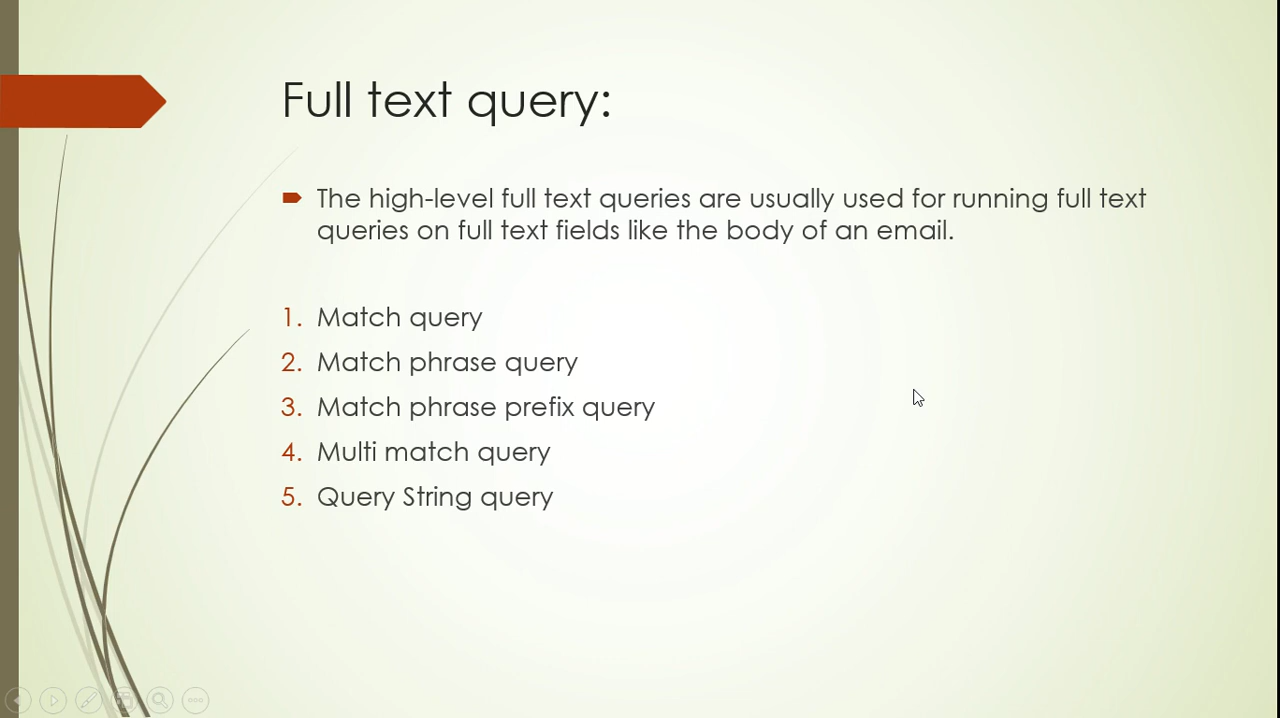 Full text query:
The high-level full text queries are usually used for running full text
queries on full text fields like the body of an email.
1. Match query
2. Match phrase query
3. Match phrase prefix query
4. Multi match query
5. Query String query